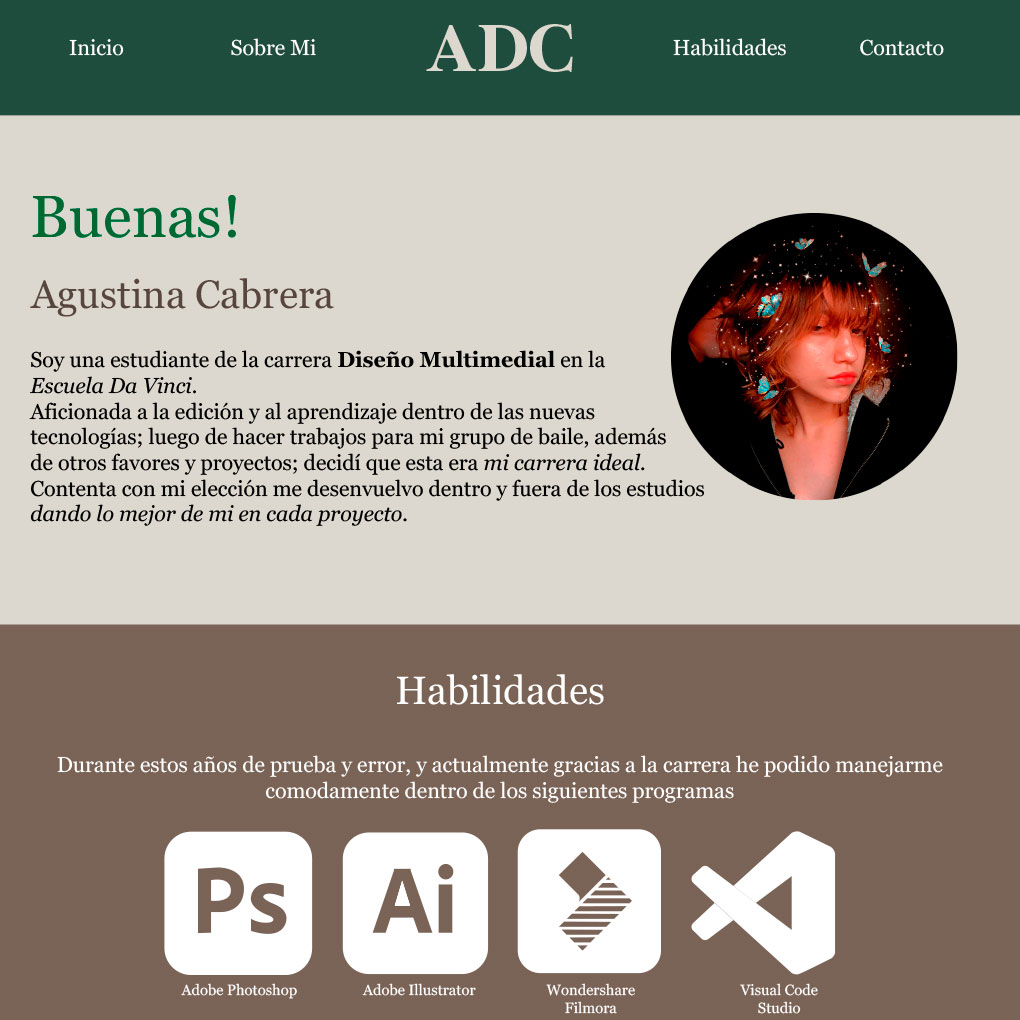 Inicio
Sobre Mi
ADC
Habilidades
Contacto
Buenas!
Agustina Cabrera
Soy una estudiante de la carrera Diseño Multimedial en la
Escuela Da Vinci.
Aficionada a la edición y al aprendizaje dentro de las nuevas
tecnologías; luego de hacer trabajos para mi grupo de baile, además
de otros favores y proyectos; decidí que esta era mi carrera ideal.
Contenta con mi elección me desenvuelvo dentro y fuera de los estudios
dando lo mejor de mi en cada proyecto.
Habilidades
Durante estos años de prueba y error, y actualmente gracias a la carrera he podido manejarme
comodamente dentro de los siguientes programas
Ps
Ai
Adobe Photoshop
Adobe Illustrator
Wondershare
Filmora
Visual Code
Studio